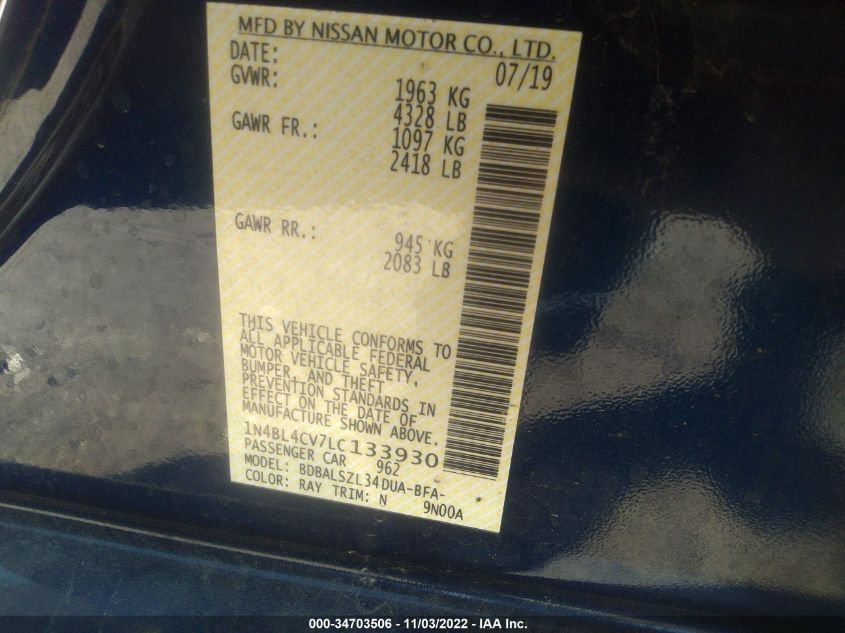 MFD BY NISSAN MOTOR CO., LTD.
DATE: 07/19
GVWR: 1963 KG
4328 LB
GAWR FR.: 1097 KG
2418 LB
GAWR RR.: 945 KG
2083 LB
THIS VEHICLE CONFORMS TO
ALL APPLICABLE FEDERAL
MOTOR VEHICLE SAFETY,
BUMPER, AND THEFT
PREVENTION STANDARDS IN
EFFECT ON THE DATE OF
MANUFACTURE SHOWN ABOVE.
1N4BL4CV7LC133930
PASSENGER CAR 962
MODEL: BDBALSZL34DUA-BFA-
COLOR: RAY TRIM: N 9N00A
000-34703506 - 11/03/2022 - IAA Inc.